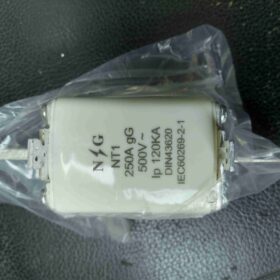 N⚡G
NT1
250A gG
500V~
Ip 120KA
DIN43620
IEC60269-2-1